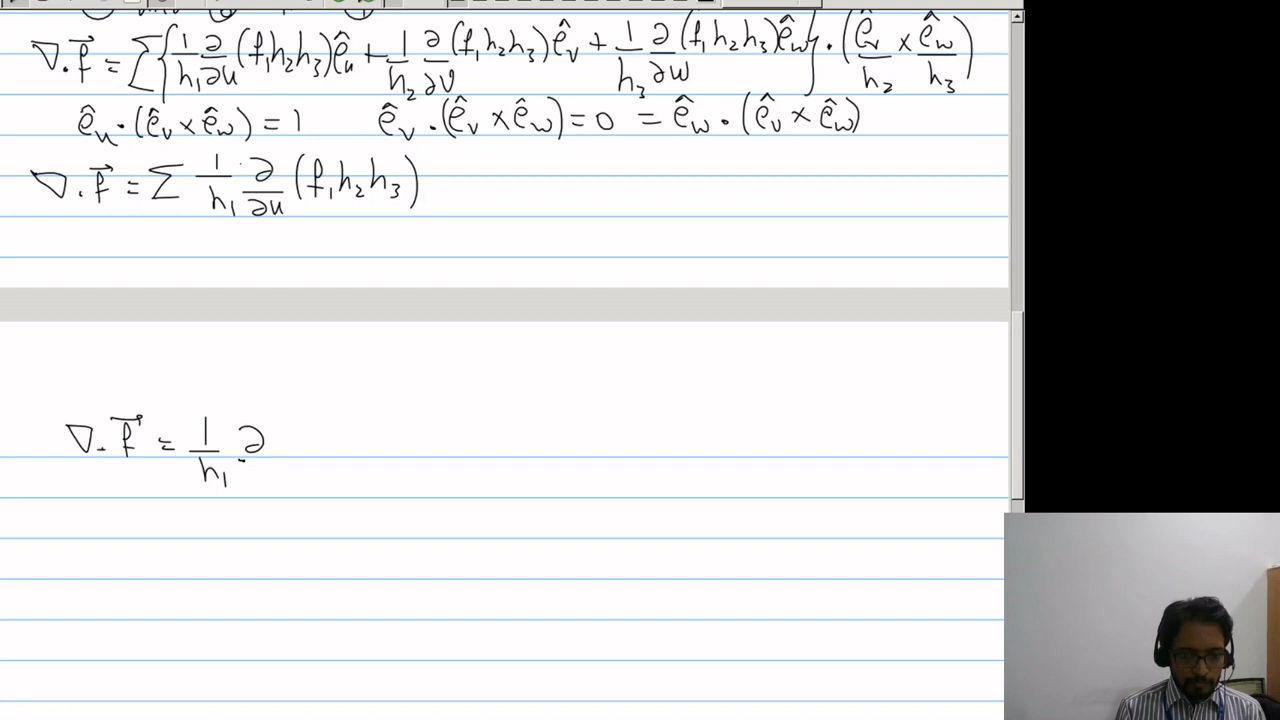 ∇·f⃗ = Σ{1/h₁ ∂/∂u (f₁h₂h₃)ê_u + 1/h₂ ∂/∂v (f₁h₂h₃)ê_v + 1/h₃ ∂/∂w (f₁h₂h₃)ê_w}·(ê_v/h₂ × ê_w/h₃)
ê_u·(ê_v × ê_w) = 1 ê_v·(ê_v × ê_w) = 0 = ê_w·(ê_v × ê_w)
∇·f⃗ = Σ 1/h₁ ∂/∂u (f₁h₂h₃)
∇·f⃗ = 1/h₁ ∂